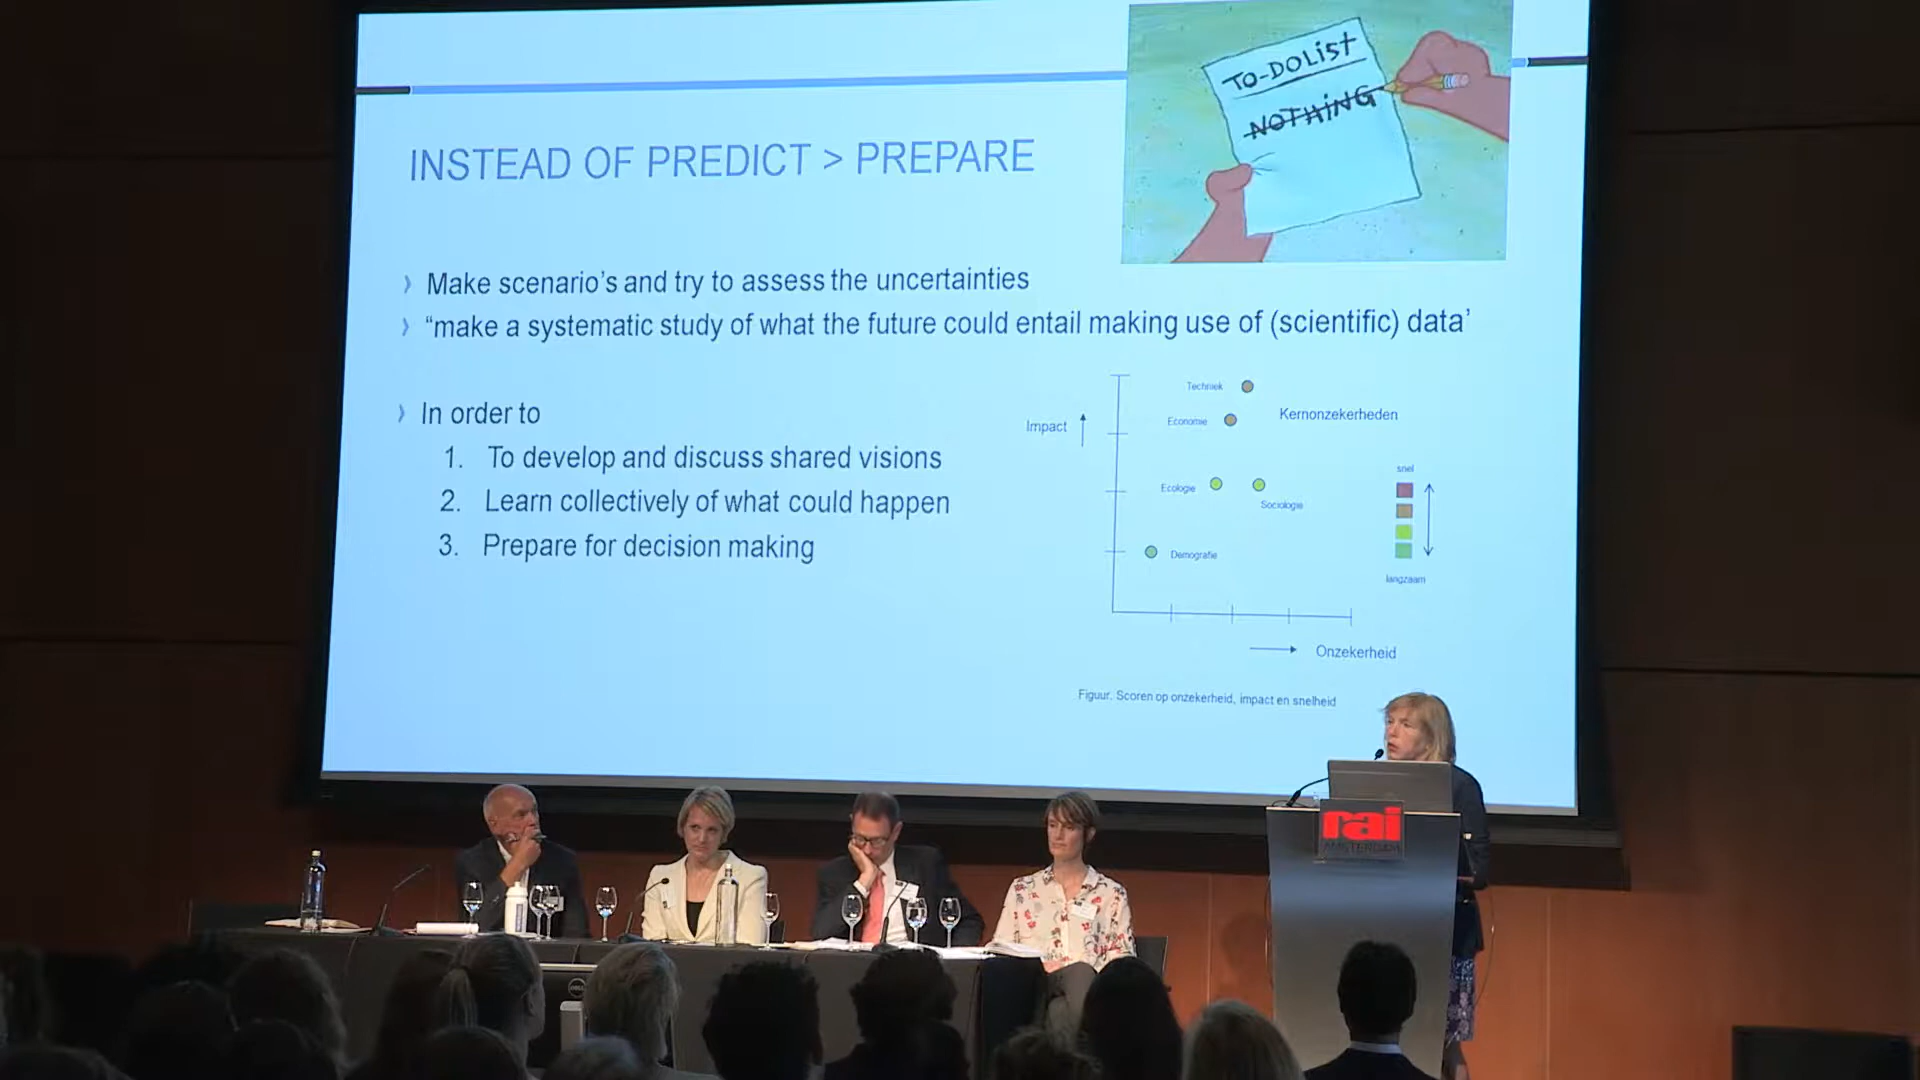 TO-DO LIST
NOTHING
INSTEAD OF PREDICT > PREPARE
› Make scenario's and try to assess the uncertainties
› “make a systematic study of what the future could entail making use of (scientific) data’
› In order to
1. To develop and discuss shared visions
2. Learn collectively of what could happen
3. Prepare for decision making
Techniek
Economie
Kernonzekerheden
Impact
snel
Ecologie
Sociologie
Demografie
langzaam
Onzekerheid
Figuur. Scoren op onzekerheid, impact en snelheid
rai
AMSTERDAM
DELL